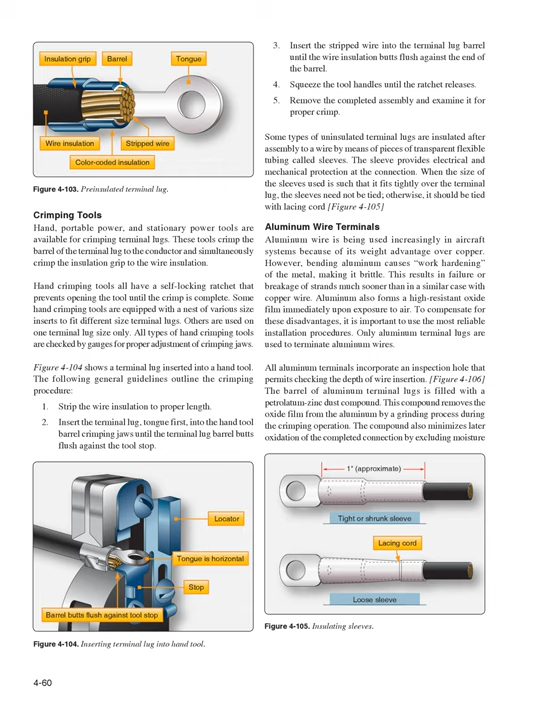 Insulation grip
Barrel
Tongue
Wire insulation
Stripped wire
Color-coded insulation
Figure 4-103. Preinsulated terminal lug.
Crimping Tools
Hand, portable power, and stationary power tools are
available for crimping terminal lugs. These tools crimp the
barrel of the terminal lug to the conductor and simultaneously
crimp the insulation grip to the wire insulation.
Hand crimping tools all have a self-locking ratchet that
prevents opening the tool until the crimp is complete. Some
hand crimping tools are equipped with a nest of various size
inserts to fit different size terminal lugs. Others are used on
one terminal lug size only. All types of hand crimping tools
are checked by gauges for proper adjustment of crimping jaws.
Figure 4-104 shows a terminal lug inserted into a hand tool.
The following general guidelines outline the crimping
procedure:
1. Strip the wire insulation to proper length.
2. Insert the terminal lug, tongue first, into the hand tool
barrel crimping jaws until the terminal lug barrel butts
flush against the tool stop.
Locator
Tongue is horizontal
Stop
Barrel butts flush against tool stop
Figure 4-104. Inserting terminal lug into hand tool.
3. Insert the stripped wire into the terminal lug barrel
until the wire insulation butts flush against the end of
the barrel.
4. Squeeze the tool handles until the ratchet releases.
5. Remove the completed assembly and examine it for
proper crimp.
Some types of uninsulated terminal lugs are insulated after
assembly to a wire by means of pieces of transparent flexible
tubing called sleeves. The sleeve provides electrical and
mechanical protection at the connection. When the size of
the sleeves used is such that it fits tightly over the terminal
lug, the sleeves need not be tied; otherwise, it should be tied
with lacing cord [Figure 4-105]
Aluminum Wire Terminals
Aluminum wire is being used increasingly in aircraft
systems because of its weight advantage over copper.
However, bending aluminum causes “work hardening”
of the metal, making it brittle. This results in failure or
breakage of strands much sooner than in a similar case with
copper wire. Aluminum also forms a high-resistant oxide
film immediately upon exposure to air. To compensate for
these disadvantages, it is important to use the most reliable
installation procedures. Only aluminum terminal lugs are
used to terminate aluminum wires.
All aluminum terminals incorporate an inspection hole that
permits checking the depth of wire insertion. [Figure 4-106]
The barrel of aluminum terminal lugs is filled with a
petrolatum-zinc dust compound. This compound removes the
oxide film from the aluminum by a grinding process during
the crimping operation. The compound also minimizes later
oxidation of the completed connection by excluding moisture
1" (approximate)
Tight or shrunk sleeve
Lacing cord
Loose sleeve
Figure 4-105. Insulating sleeves.
4-60